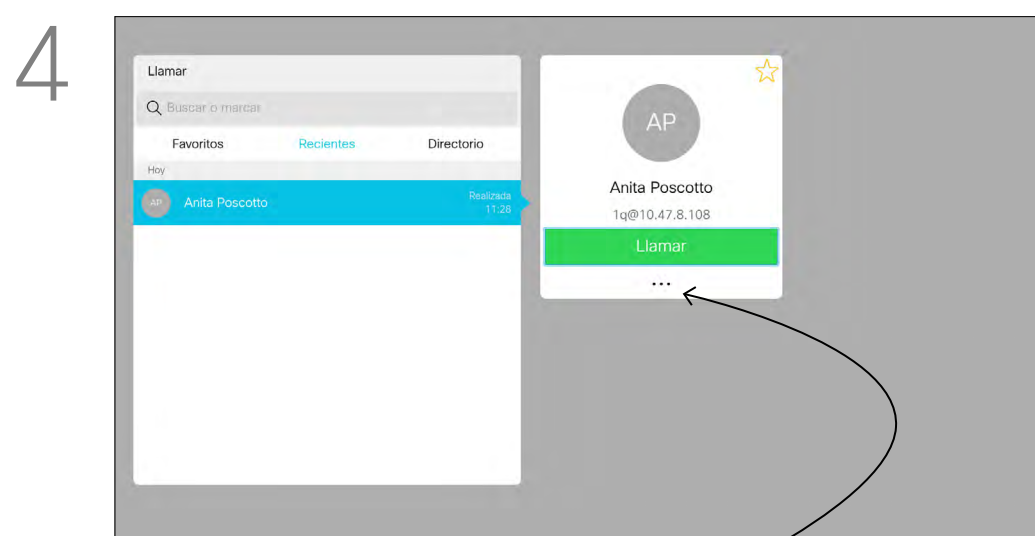 4
Llamar
Buscar o marcar
Favoritos Recientes Directorio
Hoy
AP Anita Poscotto Realizada
11:28
AP
Anita Poscotto
1q@10.47.8.108
Llamar
...